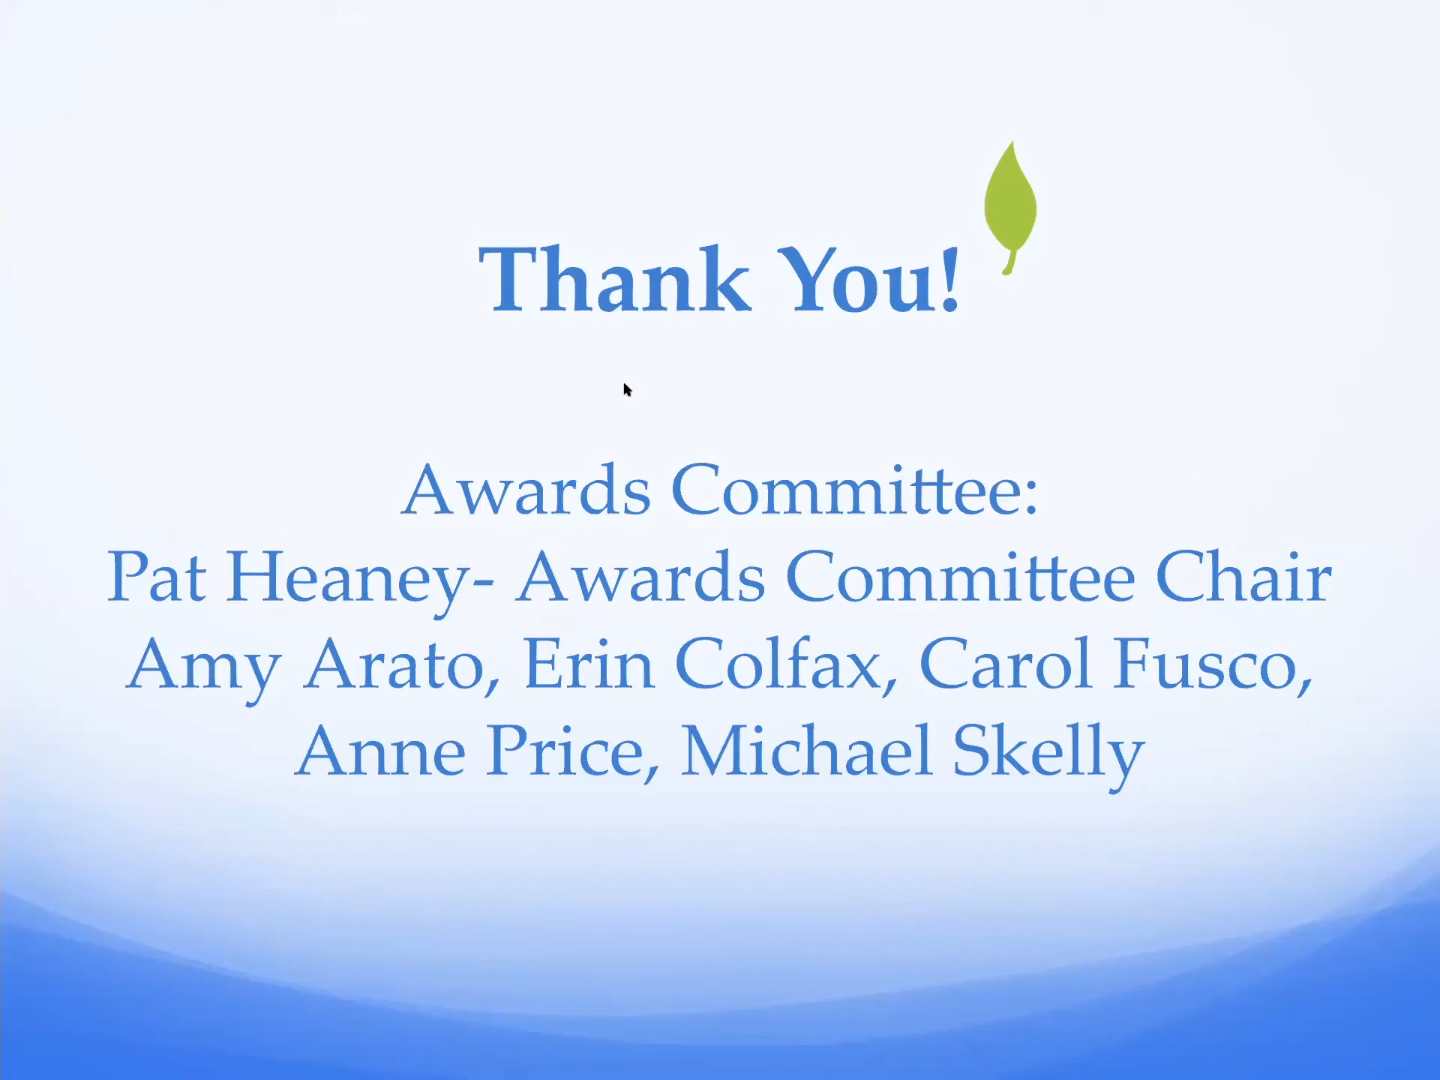 Thank You!
Awards Committee:
Pat Heaney- Awards Committee Chair
Amy Arato, Erin Colfax, Carol Fusco,
Anne Price, Michael Skelly